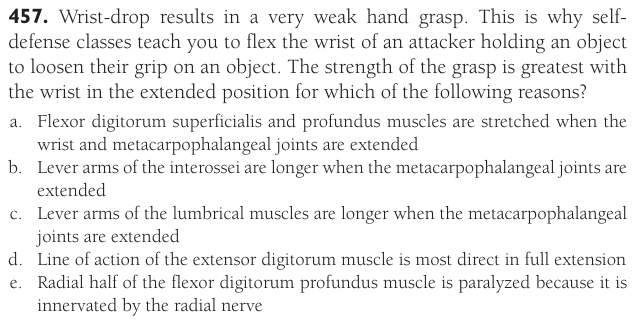 457. Wrist-drop results in a very weak hand grasp. This is why self-
defense classes teach you to flex the wrist of an attacker holding an object
to loosen their grip on an object. The strength of the grasp is greatest with
the wrist in the extended position for which of the following reasons?
a. Flexor digitorum superficialis and profundus muscles are stretched when the
wrist and metacarpophalangeal joints are extended
b. Lever arms of the interossei are longer when the metacarpophalangeal joints are
extended
c. Lever arms of the lumbrical muscles are longer when the metacarpophalangeal
joints are extended
d. Line of action of the extensor digitorum muscle is most direct in full extension
e. Radial half of the flexor digitorum profundus muscle is paralyzed because it is
innervated by the radial nerve